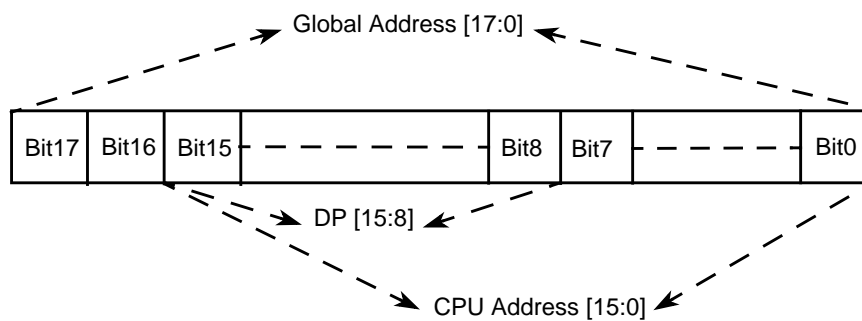 Global Address [17:0]
Bit17 Bit16 Bit15 Bit8 Bit7 Bit0
DP [15:8]
CPU Address [15:0]